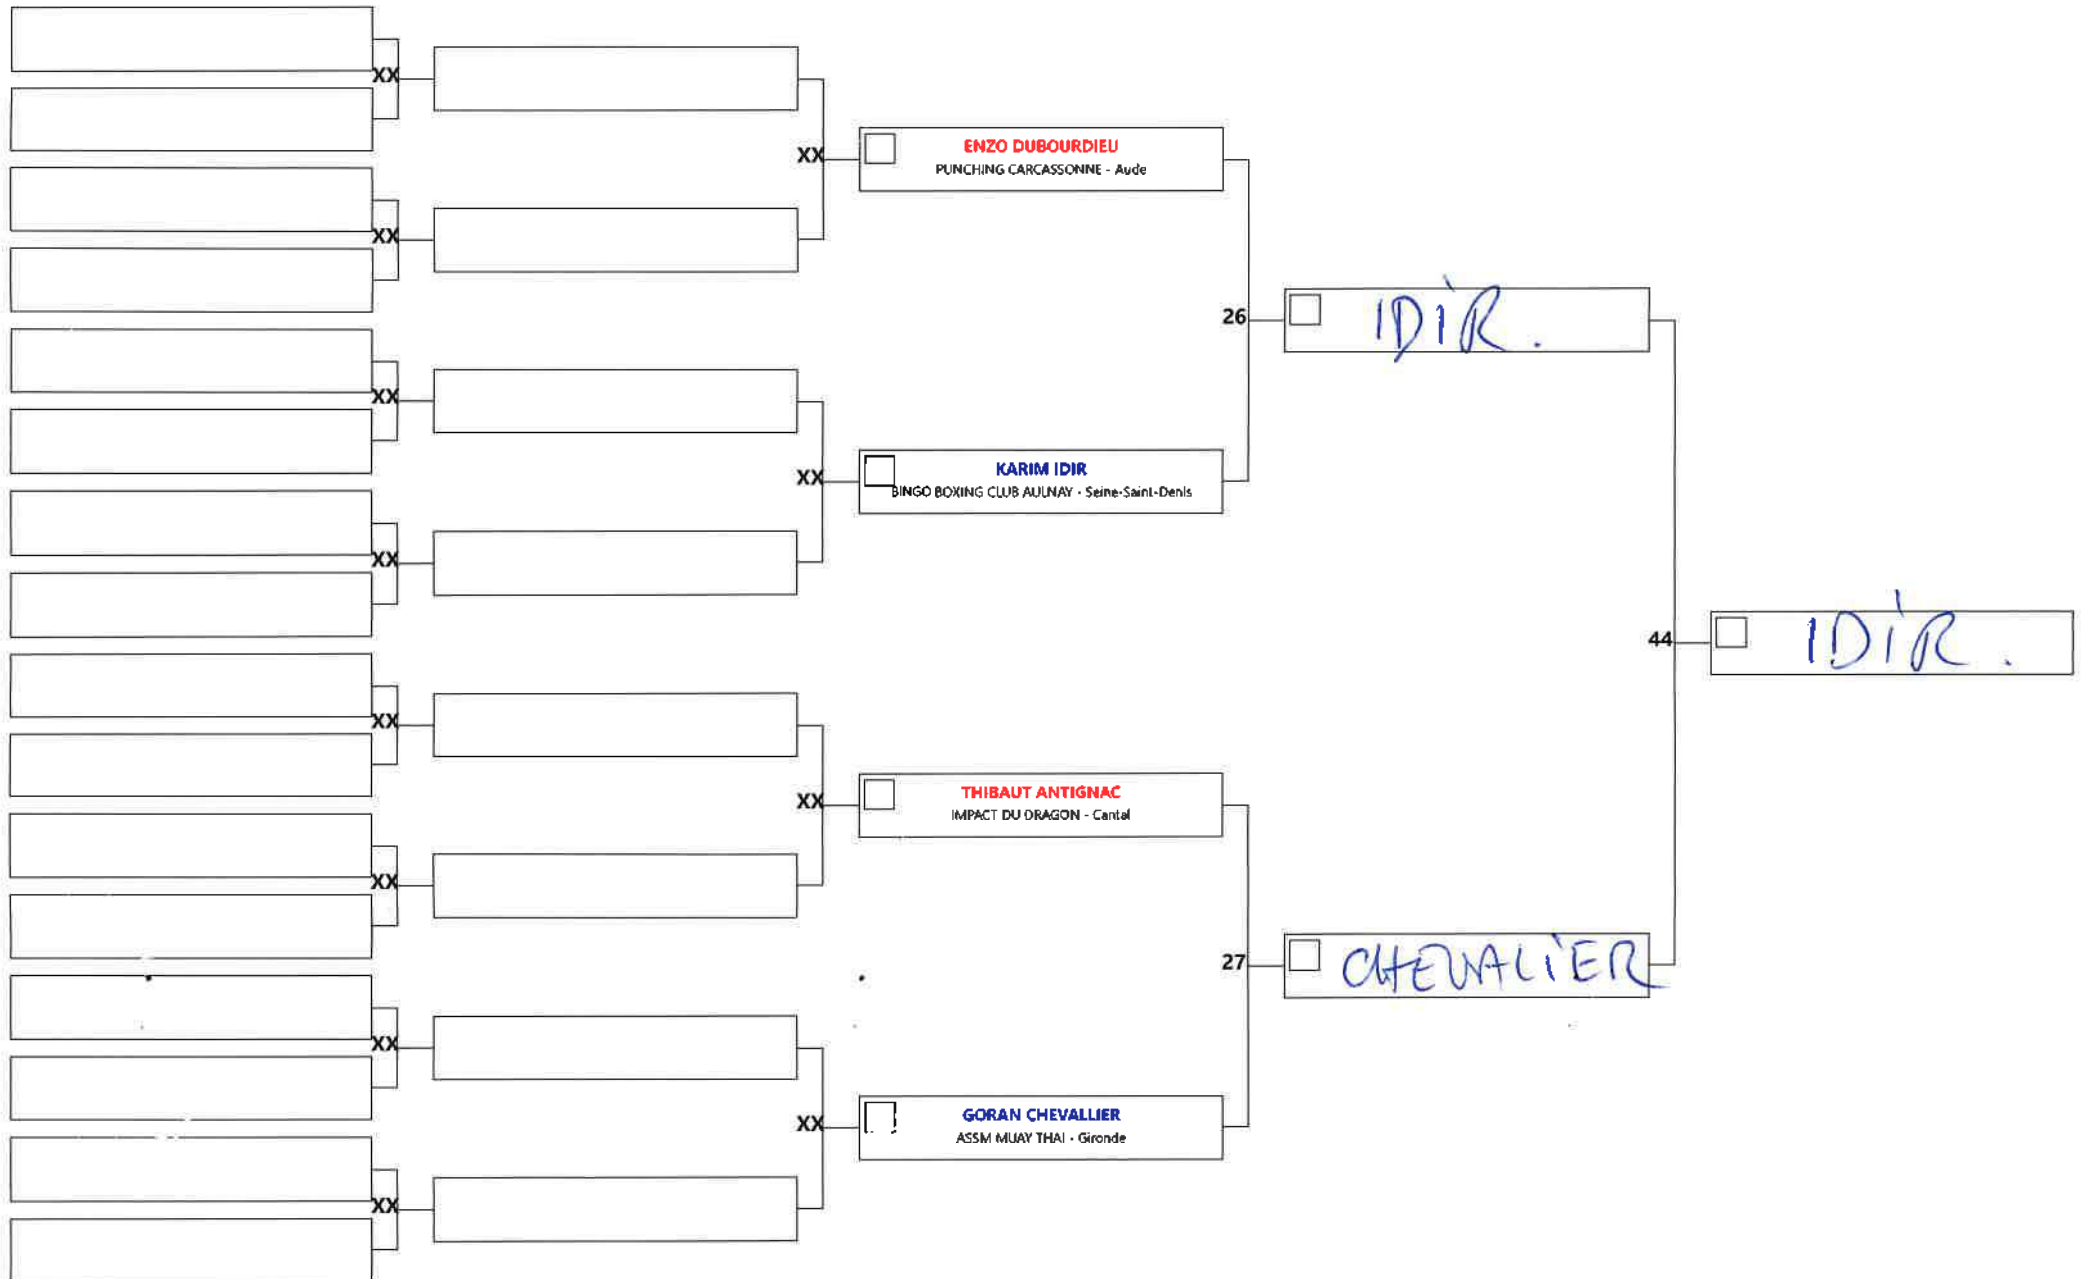 XX
XX
ENZO DUBOURDIEU
PUNCHING CARCASSONNE - Aude
XX
26
IDIR.
XX
XX
KARIM IDIR
BINGO BOXING CLUB AULNAY - Seine-Saint-Denis
XX
44
IDIR.
XX
XX
THIBAUT ANTIGNAC
IMPACT DU DRAGON - Cantal
XX
27
CHEVALIER
XX
XX
GORAN CHEVALLIER
ASSM MUAY THAI - Gironde
XX